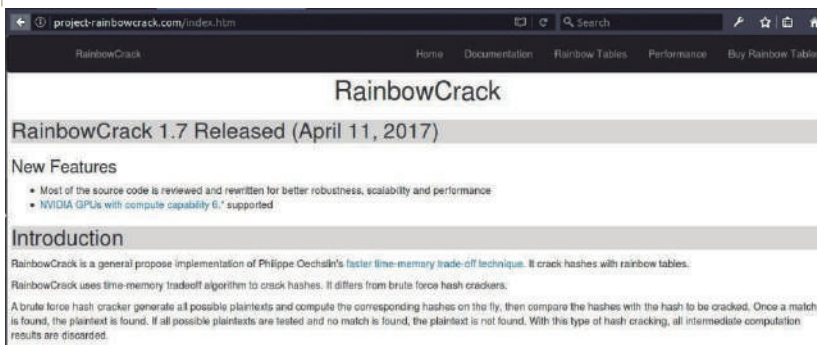 project-rainbowcrack.com/index.htm
Search
RainbowCrack Home Documentation Rainbow Tables Performance Buy Rainbow Table
RainbowCrack
RainbowCrack 1.7 Released (April 11, 2017)
New Features
Most of the source code is reviewed and rewritten for better robustness, scalability and performance
NVIDIA GPUs with compute capability 6.* supported
Introduction
RainbowCrack is a general propose implementation of Philippe Oechslin's faster time-memory trade-off technique. It crack hashes with rainbow tables.
RainbowCrack uses time-memory tradeoff algorithm to crack hashes. It differs from brute force hash crackers.
A brute force hash cracker generate all possible plaintexts and compute the corresponding hashes on the fly, then compare the hashes with the hash to be cracked. Once a match
is found, the plaintext is found. If all possible plaintexts are tested and no match is found, the plaintext is not found. With this type of hash cracking, all intermediate computation
results are discarded.